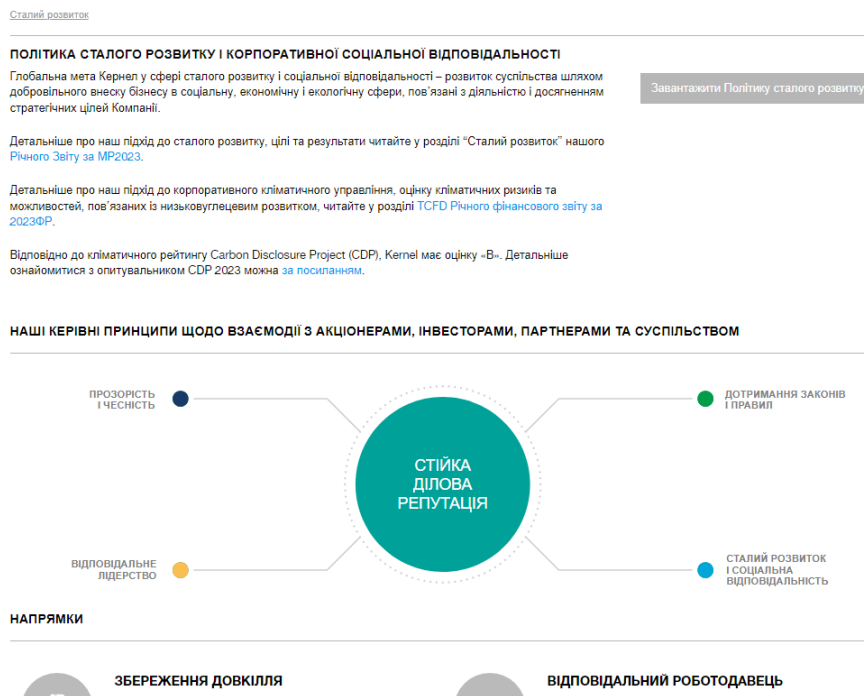 Сталий розвиток
ПОЛІТИКА СТАЛОГО РОЗВИТКУ І КОРПОРАТИВНОЇ СОЦІАЛЬНОЇ ВІДПОВІДАЛЬНОСТІ
Глобальна мета Кернел у сфері сталого розвитку і соціальної відповідальності – розвиток суспільства шляхом
добровільного внеску бізнесу в соціальну, економічну і екологічну сфери, пов'язані з діяльністю і досягненням
стратегічних цілей Компанії.
Завантажити Політику сталого розвитку
Детальніше про наш підхід до сталого розвитку, цілі та результати читайте у розділі “Сталий розвиток” нашого
Річного Звіту за МР2023.
Детальніше про наш підхід до корпоративного кліматичного управління, оцінку кліматичних ризиків та
можливостей, пов'язаних із низьковуглецевим розвитком, читайте у розділі TCFD Річного фінансового звіту за
2023ФР.
Відповідно до кліматичного рейтингу Carbon Disclosure Project (CDP), Kernel має оцінку «В». Детальніше
ознайомитися з опитувальником CDP 2023 можна за посиланням.
НАШІ КЕРІВНІ ПРИНЦИПИ ЩОДО ВЗАЄМОДІЇ З АКЦІОНЕРАМИ, ІНВЕСТОРАМИ, ПАРТНЕРАМИ ТА СУСПІЛЬСТВОМ
ПРОЗОРІСТЬ
І ЧЕСНІСТЬ
ДОТРИМАННЯ ЗАКОНІВ
І ПРАВИЛ
СТІЙКА
ДІЛОВА
РЕПУТАЦІЯ
ВІДПОВІДАЛЬНЕ
ЛІДЕРСТВО
СТАЛИЙ РОЗВИТОК
І СОЦІАЛЬНА
ВІДПОВІДАЛЬНІСТЬ
НАПРЯМКИ
ЗБЕРЕЖЕННЯ ДОВКІЛЛЯ
ВІДПОВІДАЛЬНИЙ РОБОТОДАВЕЦЬ